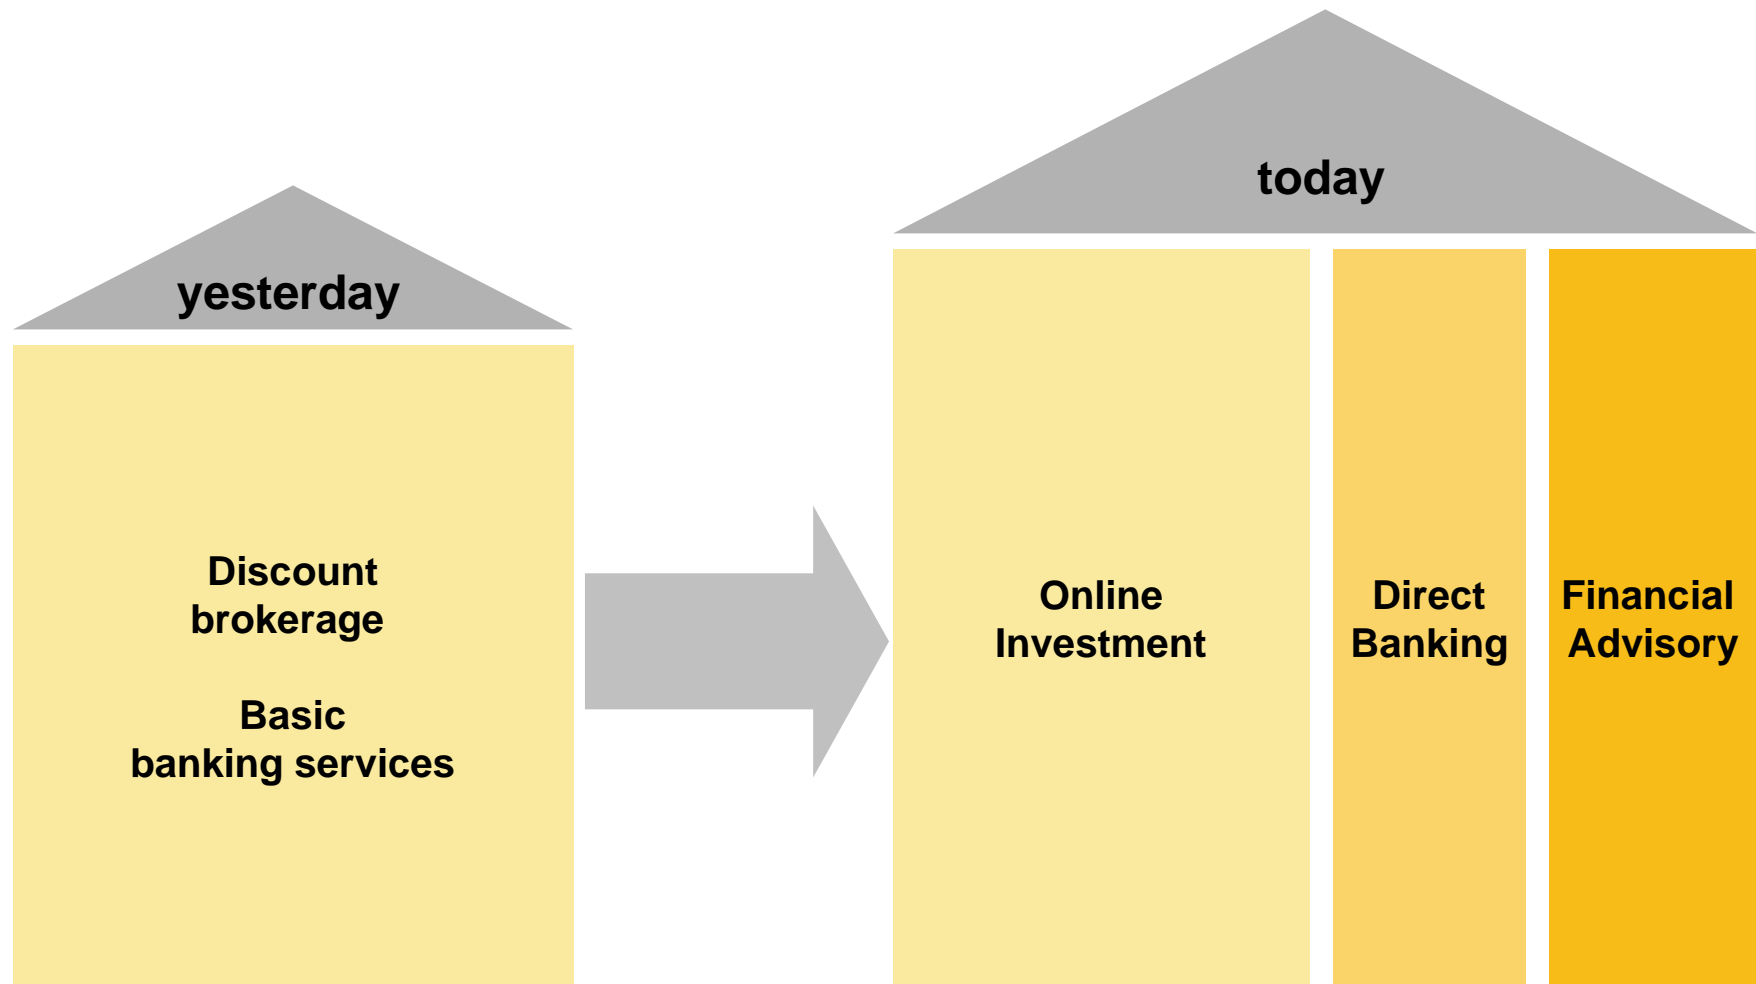 yesterday
Discount
brokerage
Basic
banking services
today
Online
Investment
Direct
Banking
Financial
Advisory